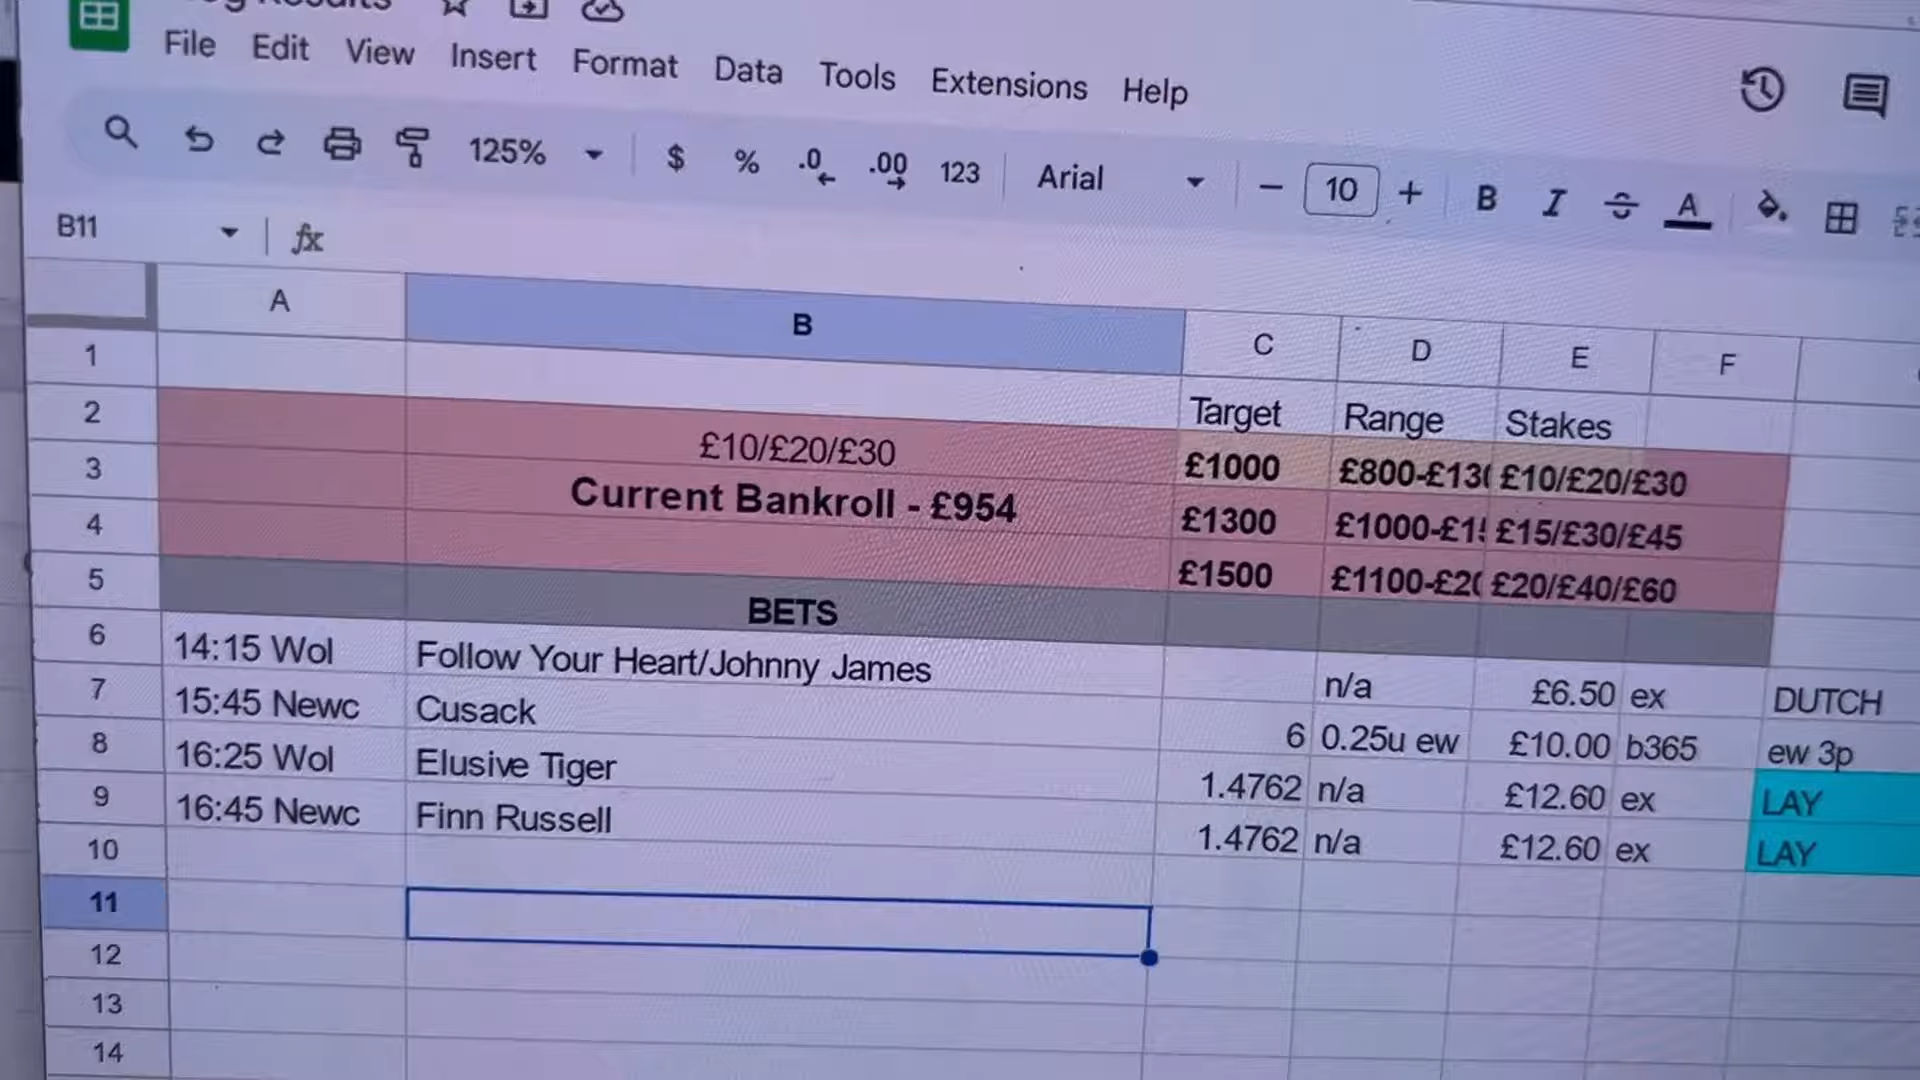 File Edit View Insert Format Data Tools Extensions Help
125% $ % .0 .00 123 Arial − 10 + B I S A
B11 fx
A B C D E F
1
2 Target Range Stakes
£10/£20/£30 £1000 £800-£13 £10/£20/£30
3 Current Bankroll - £954 £1300 £1000-£1 £15/£30/£45
4 £1500 £1100-£2 £20/£40/£60
5 BETS
6 14:15 Wol Follow Your Heart/Johnny James n/a £6.50 ex DUTCH
7 15:45 Newc Cusack 6 0.25u ew £10.00 b365 ew 3p
8 16:25 Wol Elusive Tiger 1.4762 n/a £12.60 ex LAY
9 16:45 Newc Finn Russell 1.4762 n/a £12.60 ex LAY
10
11
12
13
14